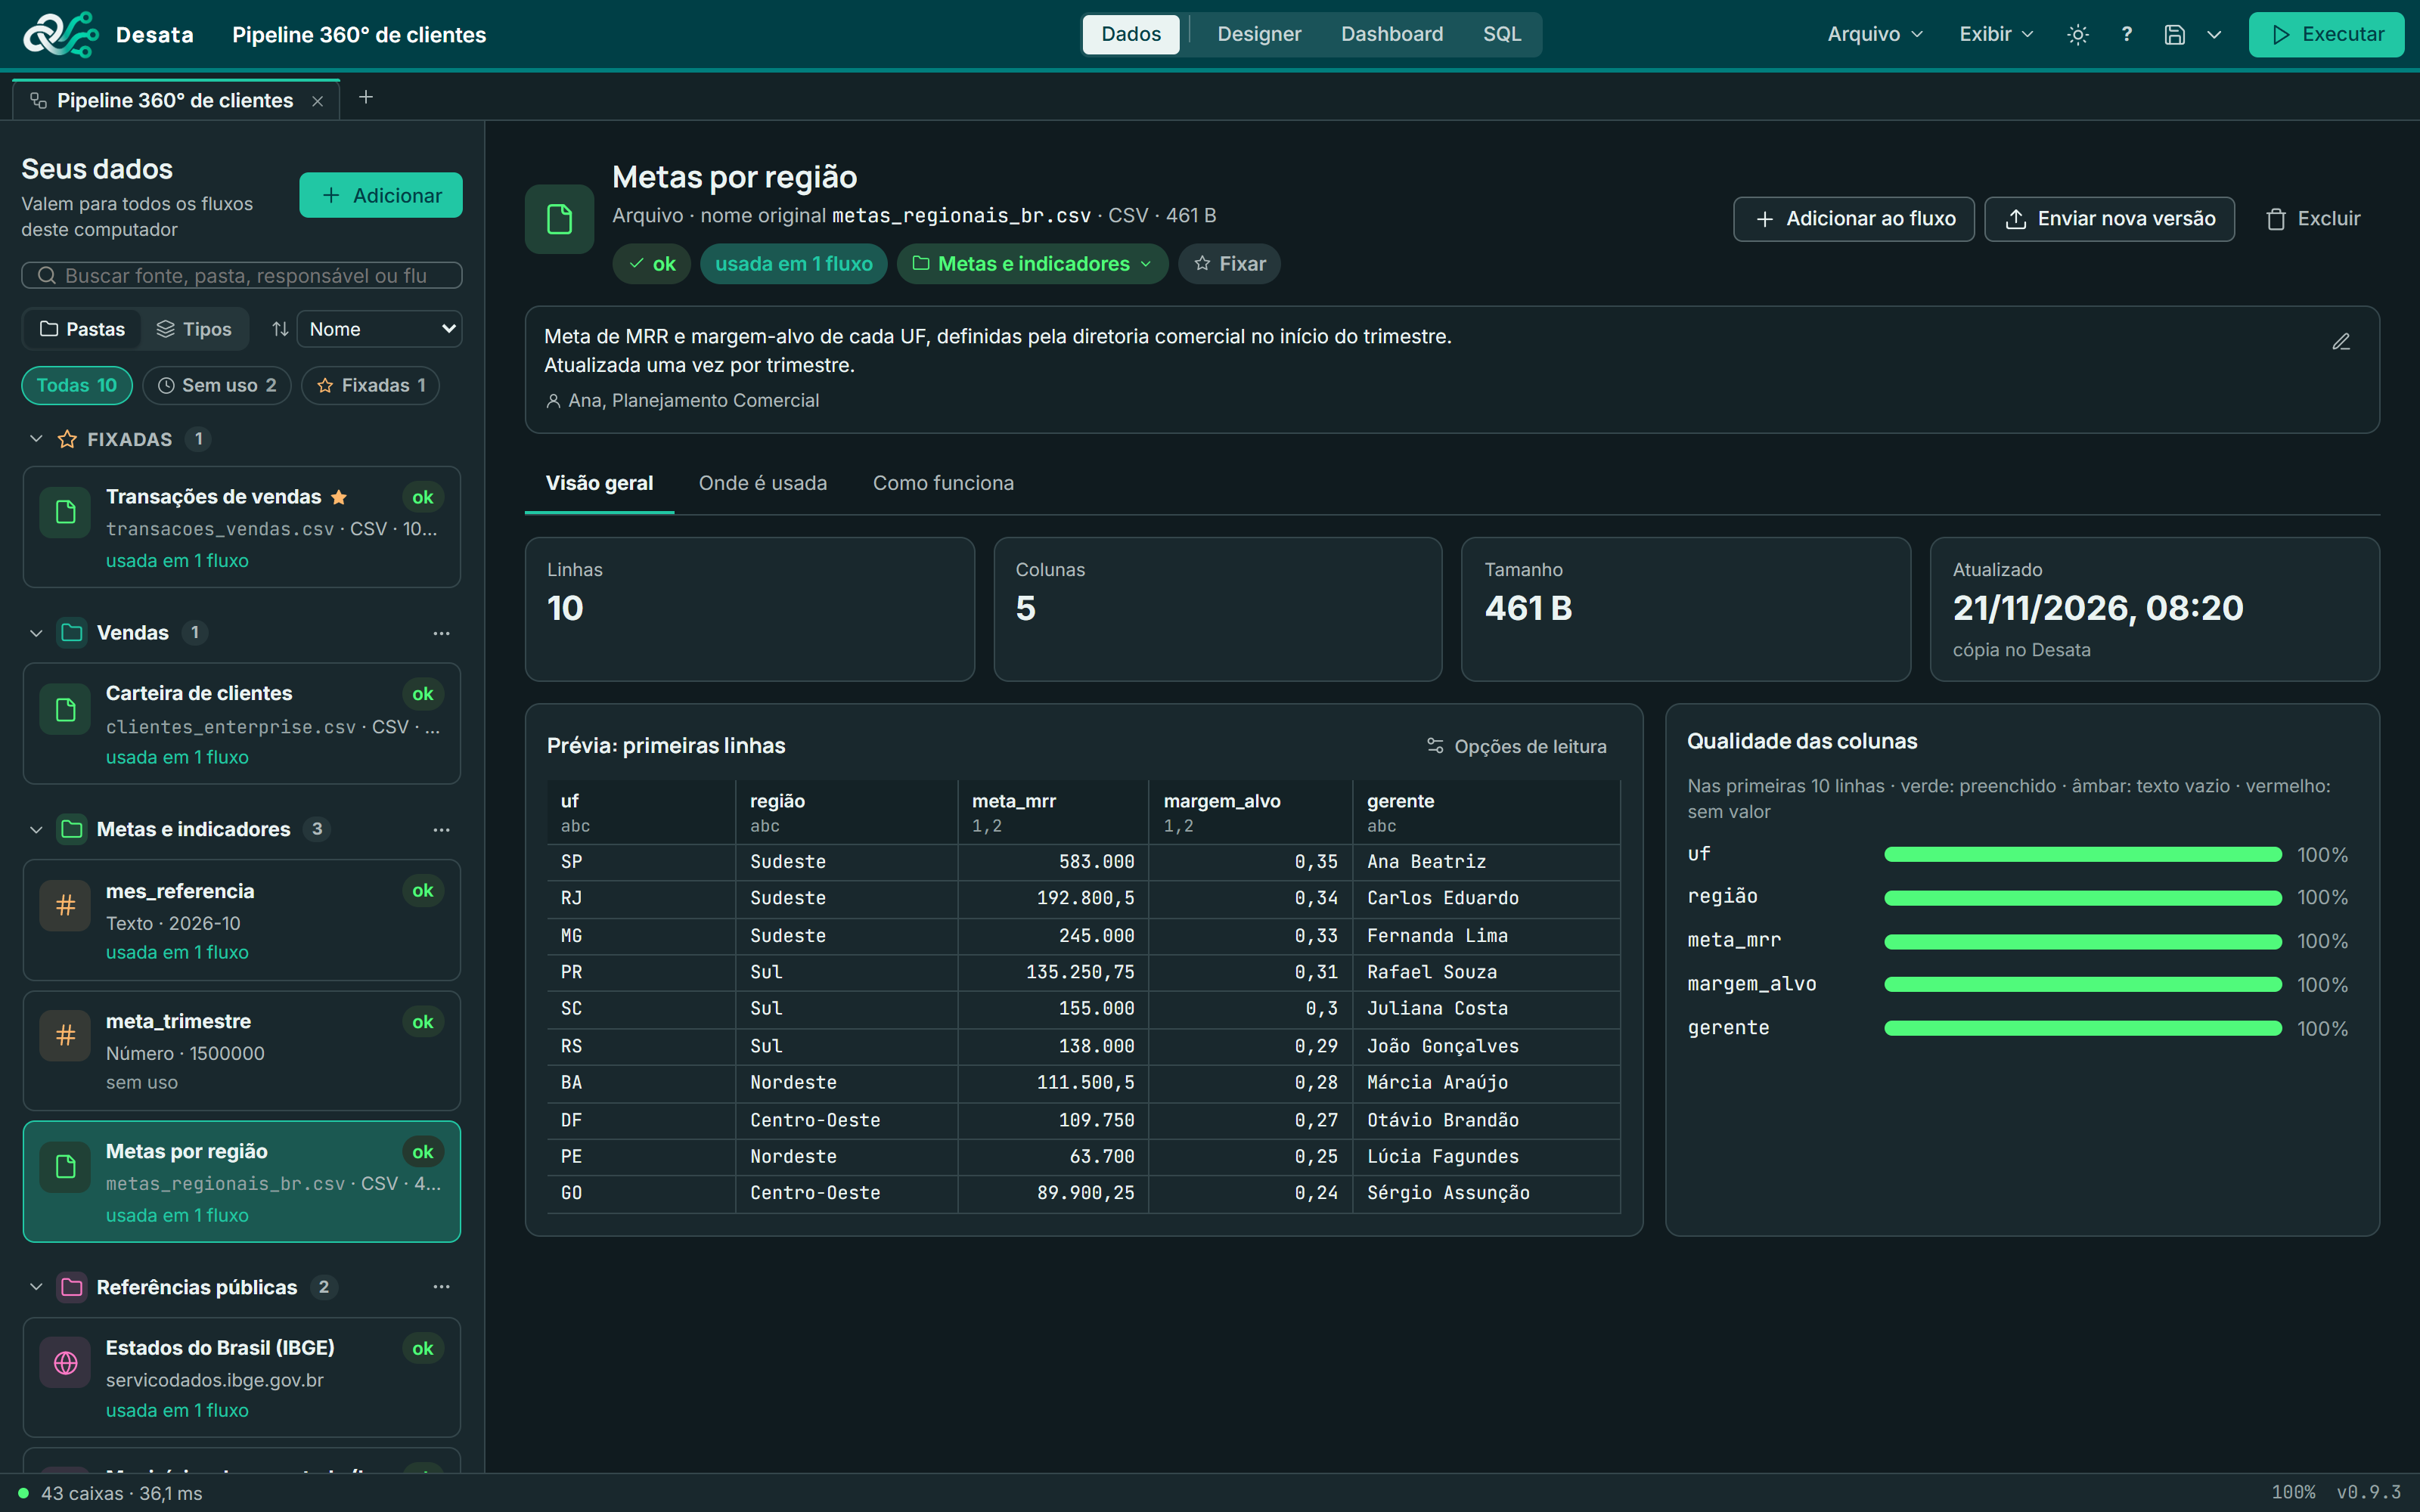 Desata
Pipeline 360° de clientes
Dados
Designer
Dashboard
SQL
Arquivo
Exibir
?
Executar
Pipeline 360° de clientes
Seus dados
Valem para todos os fluxos
deste computador
Adicionar
Buscar fonte, pasta, responsável ou flu
Pastas
Tipos
Nome
Todas 10
Sem uso 2
Fixadas 1
FIXADAS 1
Transações de vendas
ok
transacoes_vendas.csv · CSV · 10...
usada em 1 fluxo
Vendas 1
Carteira de clientes
ok
clientes_enterprise.csv · CSV · ...
usada em 1 fluxo
Metas e indicadores 3
mes_referencia
ok
Texto · 2026-10
usada em 1 fluxo
meta_trimestre
ok
Número · 1500000
sem uso
Metas por região
ok
metas_regionais_br.csv · CSV · 4...
usada em 1 fluxo
Referências públicas 2
Estados do Brasil (IBGE)
ok
servicodados.ibge.gov.br
usada em 1 fluxo
Metas por região
Arquivo · nome original metas_regionais_br.csv · CSV · 461 B
ok
usada em 1 fluxo
Metas e indicadores
Fixar
Adicionar ao fluxo
Enviar nova versão
Excluir
Meta de MRR e margem-alvo de cada UF, definidas pela diretoria comercial no início do trimestre.
Atualizada uma vez por trimestre.
Ana, Planejamento Comercial
Visão geral
Onde é usada
Como funciona
Linhas
10
Colunas
5
Tamanho
461 B
Atualizado
21/11/2026, 08:20
cópia no Desata
Prévia: primeiras linhas
Opções de leitura
uf região meta_mrr margem_alvo gerente
abc abc 1,2 1,2 abc
SP Sudeste 583.000 0,35 Ana Beatriz
RJ Sudeste 192.800,5 0,34 Carlos Eduardo
MG Sudeste 245.000 0,33 Fernanda Lima
PR Sul 135.250,75 0,31 Rafael Souza
SC Sul 155.000 0,3 Juliana Costa
RS Sul 138.000 0,29 João Gonçalves
BA Nordeste 111.500,5 0,28 Márcia Araújo
DF Centro-Oeste 109.750 0,27 Otávio Brandão
PE Nordeste 63.700 0,25 Lúcia Fagundes
GO Centro-Oeste 89.900,25 0,24 Sérgio Assunção
Qualidade das colunas
Nas primeiras 10 linhas · verde: preenchido · âmbar: texto vazio · vermelho:
sem valor
uf 100%
região 100%
meta_mrr 100%
margem_alvo 100%
gerente 100%
43 caixas · 36,1 ms
100%
v0.9.3